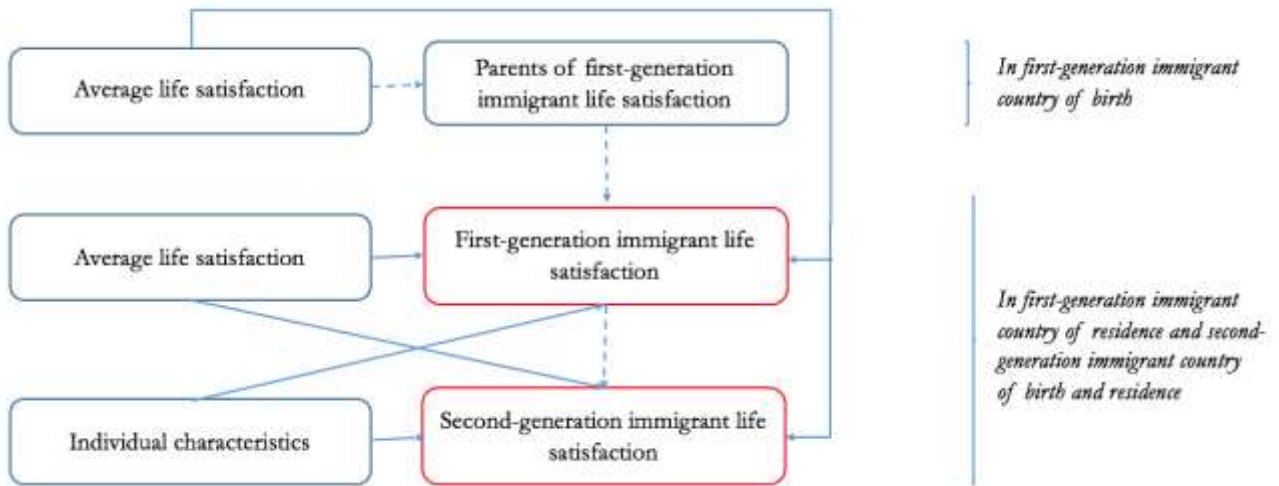 Average life satisfaction
Parents of first-generation
immigrant life satisfaction
In first-generation immigrant
country of birth
Average life satisfaction
First-generation immigrant life
satisfaction
In first-generation immigrant
country of residence and second-
generation immigrant country
of birth and residence
Individual characteristics
Second-generation immigrant life
satisfaction